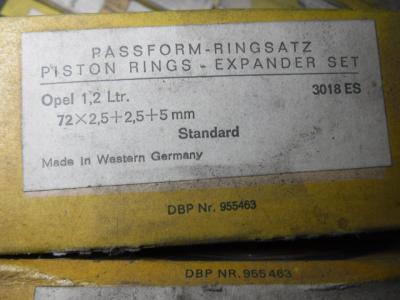 PASSFORM-RINGSATZ
PISTON RINGS - EXPANDER SET
Opel 1,2 Ltr. 3018 ES
72×2,5+2,5+5 mm
Standard
Made in Western Germany
DBP Nr. 955463
DBP NR. 955463